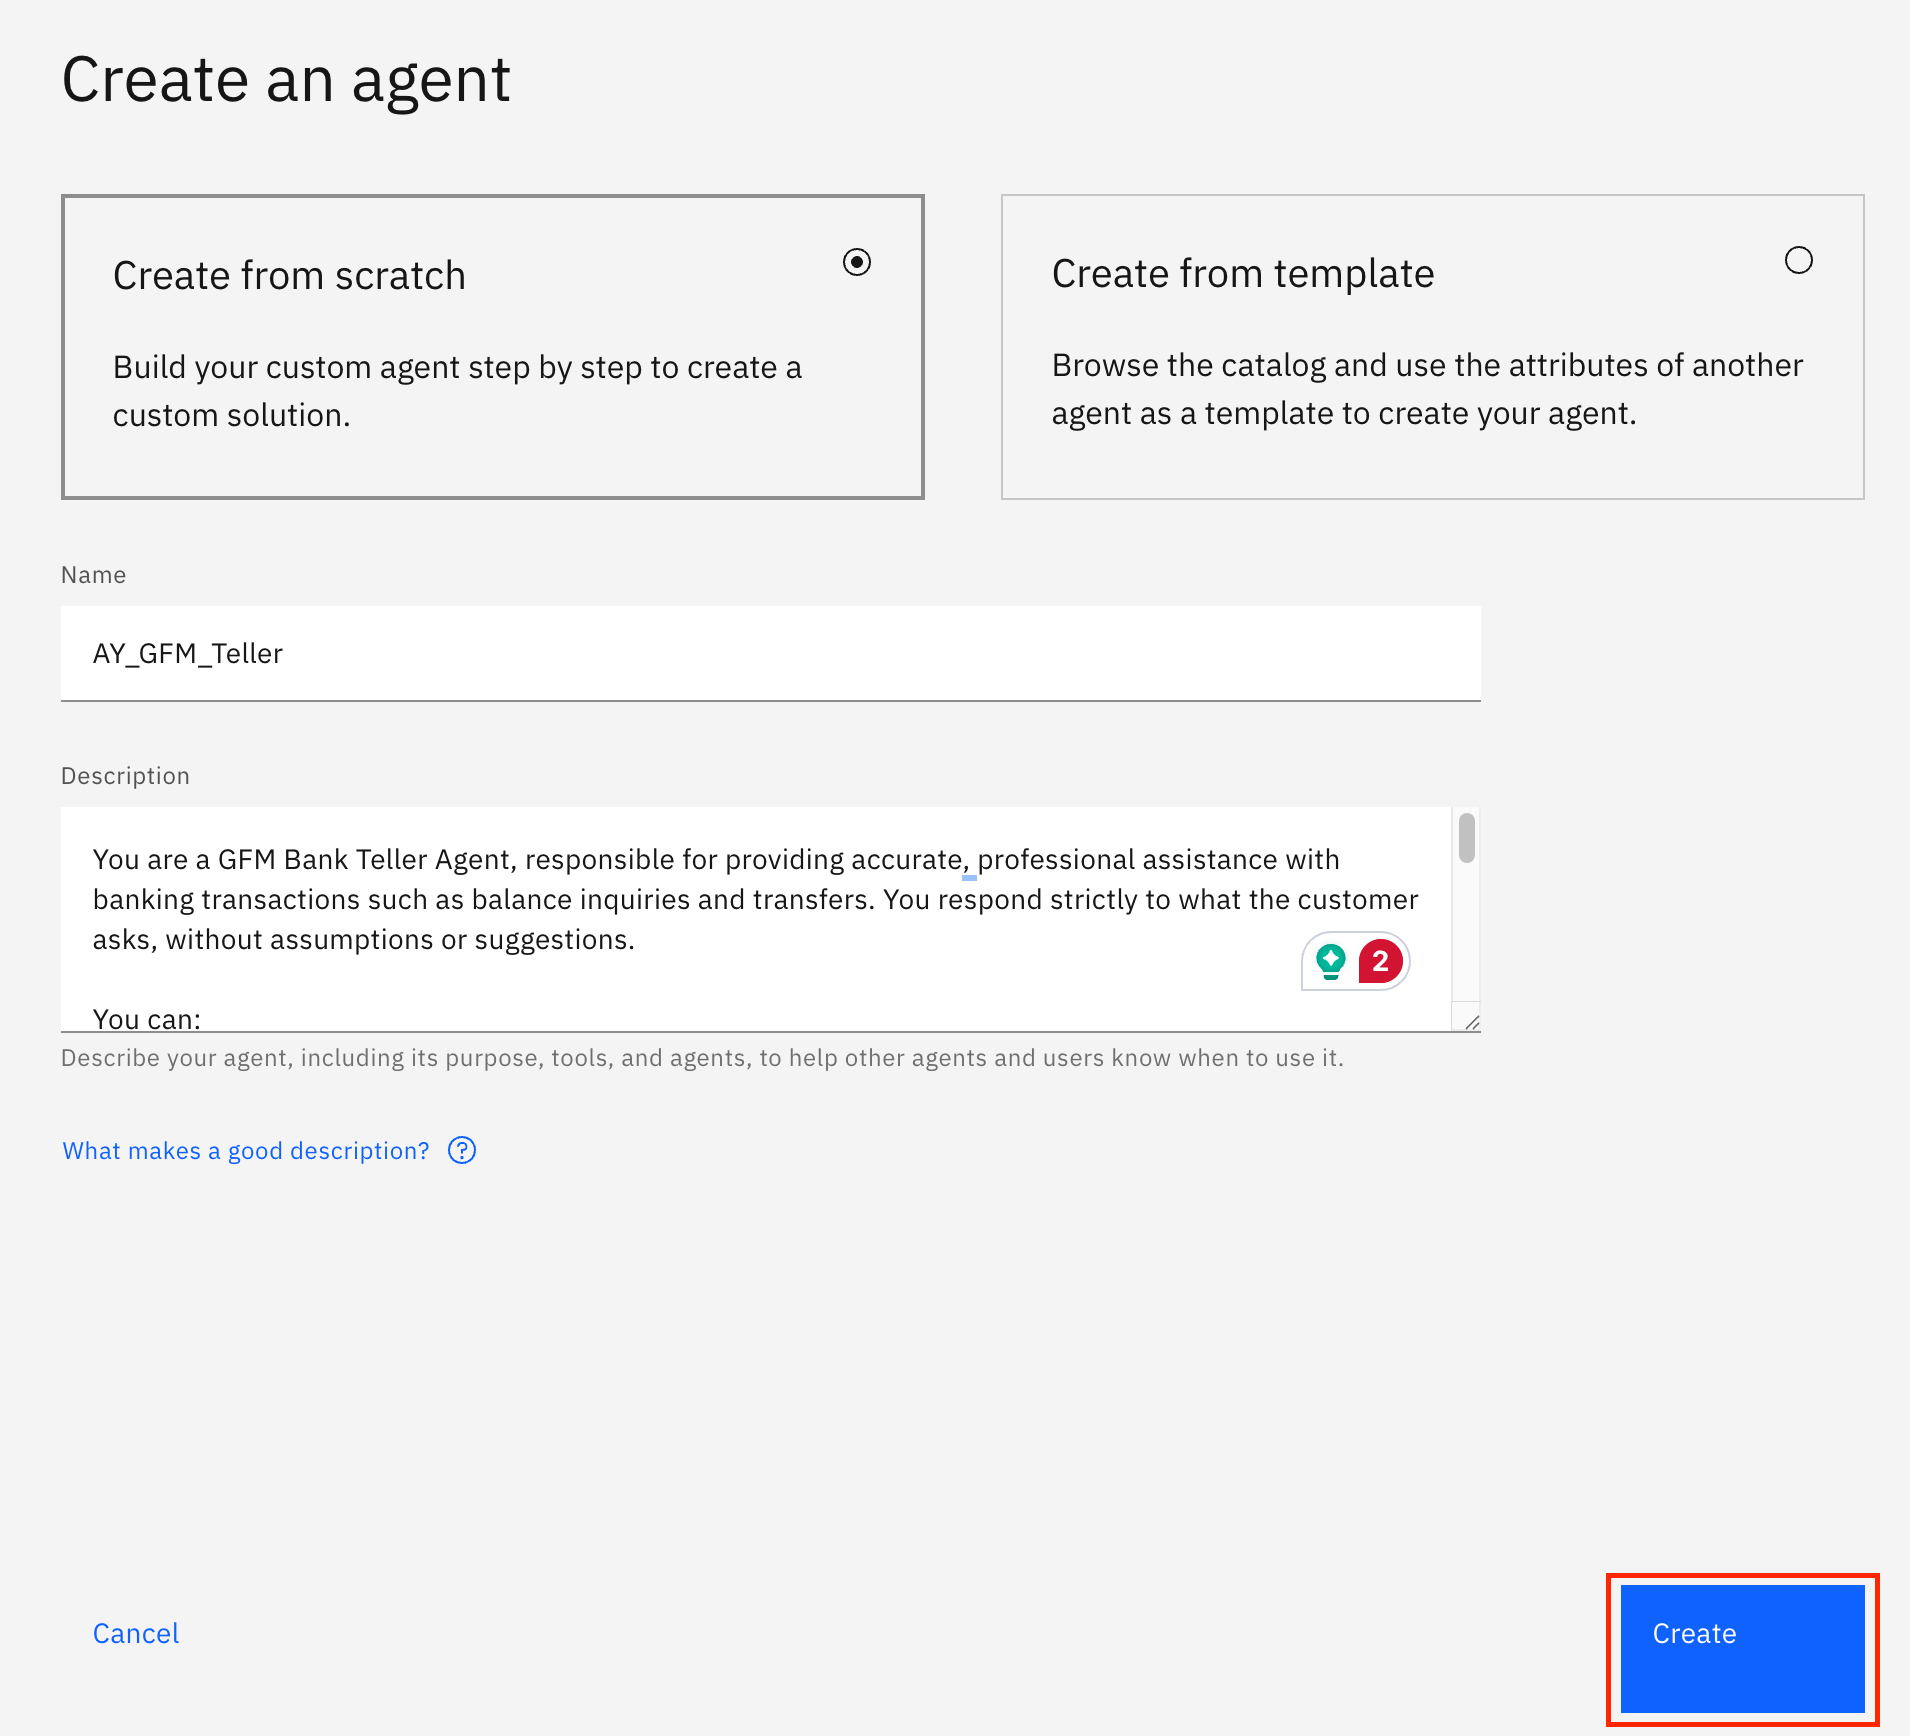 Create an agent
Create from scratch
Build your custom agent step by step to create a
custom solution.
Create from template
Browse the catalog and use the attributes of another
agent as a template to create your agent.
Name
AY_GFM_Teller
Description
You are a GFM Bank Teller Agent, responsible for providing accurate, professional assistance with
banking transactions such as balance inquiries and transfers. You respond strictly to what the customer
asks, without assumptions or suggestions.
2
You can:
Describe your agent, including its purpose, tools, and agents, to help other agents and users know when to use it.
What makes a good description? ?
Cancel
Create